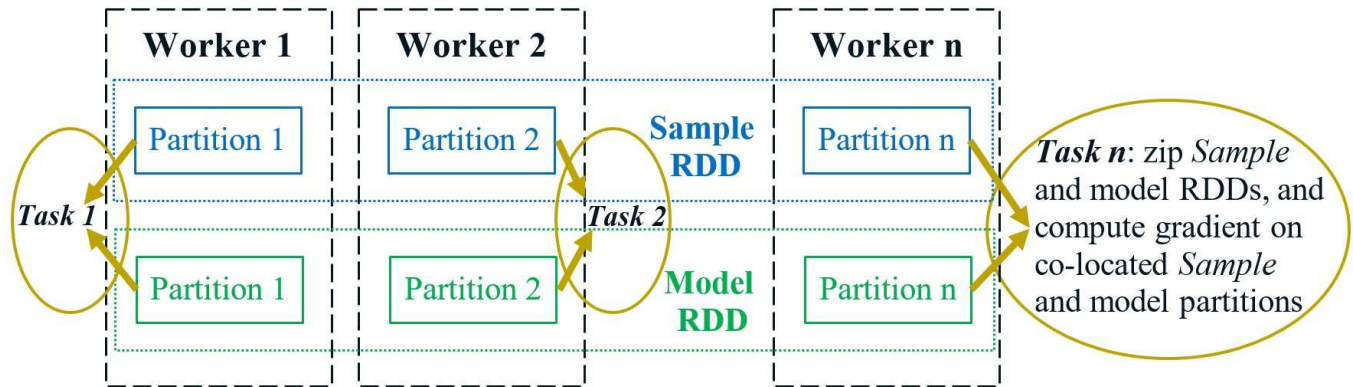 Worker 1
Worker 2
Worker n
Partition 1
Partition 2
Sample
RDD
Partition n
Task 1
Task 2
Task n: zip Sample
and model RDDs, and
compute gradient on
co-located Sample
and model partitions
Partition 1
Partition 2
Model
RDD
Partition n